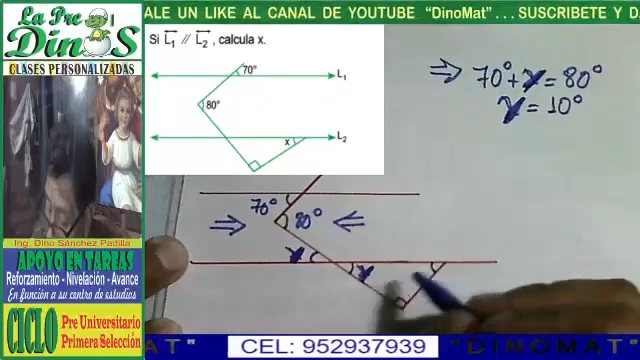 ALE UN LIKE AL CANAL DE YOUTUBE "DinoMat"... SUSCRIBETE Y D
La Pre
DinoS
CLASES PERSONALIZADAS
Si L₁ // L₂, calcula x.
70°
L₁
80°
x
L₂
⇒ 70° + x = 80°
x = 10°
70°
80°
x
x
Ing. Dino Sánchez Padilla
APOYO EN TAREAS
Reforzamiento - Nivelación - Avance
En función a su centro de estudios
CICLO Pre Universitario
Primera Selección
MAT"
CEL: 952937939
"DINOMAT"